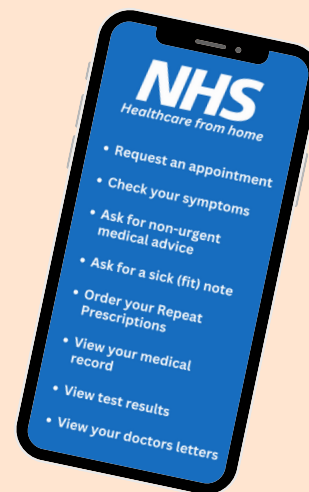 NHS
Healthcare from home
• Request an appointment
• Check your symptoms
• Ask for non-urgent
medical advice
• Ask for a sick (fit) note
• Order your Repeat
Prescriptions
• View your medical
record
• View test results
• View your doctors letters